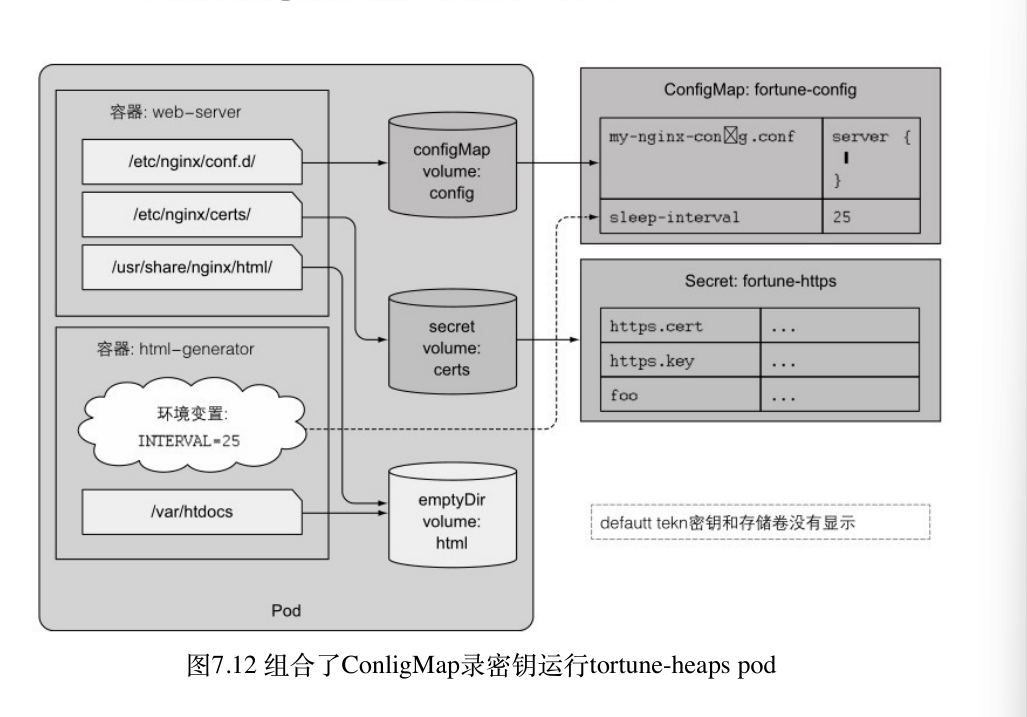 容器: web-server
/etc/nginx/conf.d/
/etc/nginx/certs/
/usr/share/nginx/html/
容器: html-generator
环境变置:
INTERVAL=25
/var/htdocs
configMap
volume:
config
secret
volume:
certs
emptyDir
volume:
html
Pod
ConfigMap: fortune-config
my-nginx-con☒g.conf
server {
}
sleep-interval
25
Secret: fortune-https
https.cert
...
https.key
...
foo
...
defautt tekn密钥和存储卷没有显示
图7.12 组合了ConligMap录密钥运行tortune-heaps pod